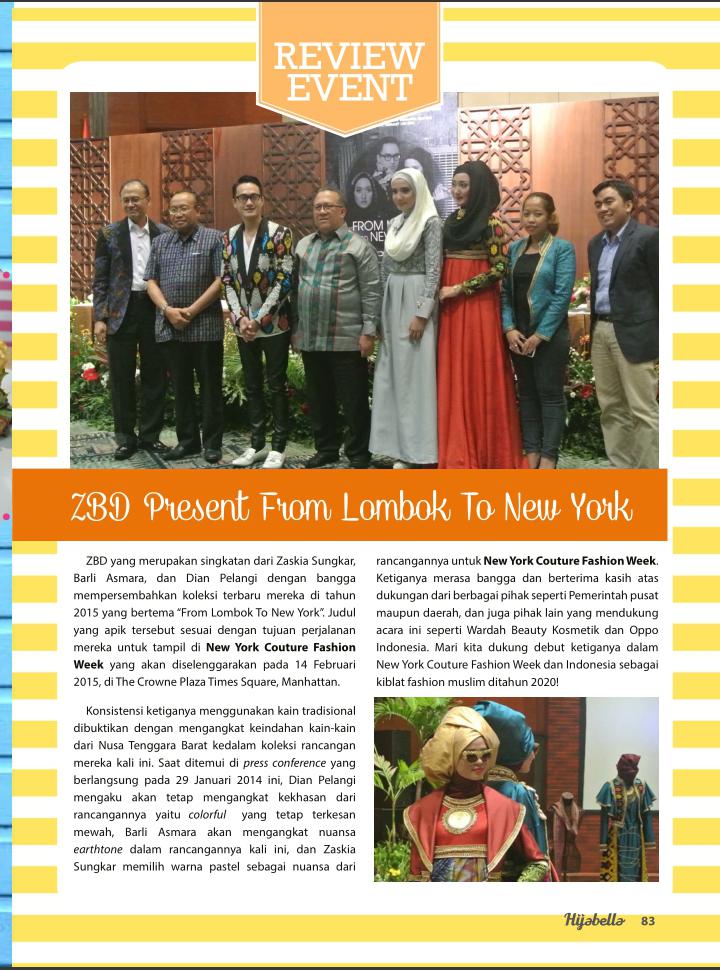 REVIEW
EVENT
FROM
NEW
ZBD Present From Lombok To New York
ZBD yang merupakan singkatan dari Zaskia Sungkar,
Barli Asmara, dan Dian Pelangi dengan bangga
mempersembahkan koleksi terbaru mereka di tahun
2015 yang bertema “From Lombok To New York”. Judul
yang apik tersebut sesuai dengan tujuan perjalanan
mereka untuk tampil di New York Couture Fashion
Week yang akan diselenggarakan pada 14 Februari
2015, di The Crowne Plaza Times Square, Manhattan.
Konsistensi ketiganya menggunakan kain tradisional
dibuktikan dengan mengangkat keindahan kain-kain
dari Nusa Tenggara Barat kedalam koleksi rancangan
mereka kali ini. Saat ditemui di press conference yang
berlangsung pada 29 Januari 2014 ini, Dian Pelangi
mengaku akan tetap mengangkat kekhasan dari
rancangannya yaitu colorful yang tetap terkesan
mewah, Barli Asmara akan mengangkat nuansa
earthtone dalam rancangannya kali ini, dan Zaskia
Sungkar memilih warna pastel sebagai nuansa dari
rancangannya untuk New York Couture Fashion Week.
Ketiganya merasa bangga dan berterima kasih atas
dukungan dari berbagai pihak seperti Pemerintah pusat
maupun daerah, dan juga pihak lain yang mendukung
acara ini seperti Wardah Beauty Kosmetik dan Oppo
Indonesia. Mari kita dukung debut ketiganya dalam
New York Couture Fashion Week dan Indonesia sebagai
kiblat fashion muslim ditahun 2020!
Hijabella 83